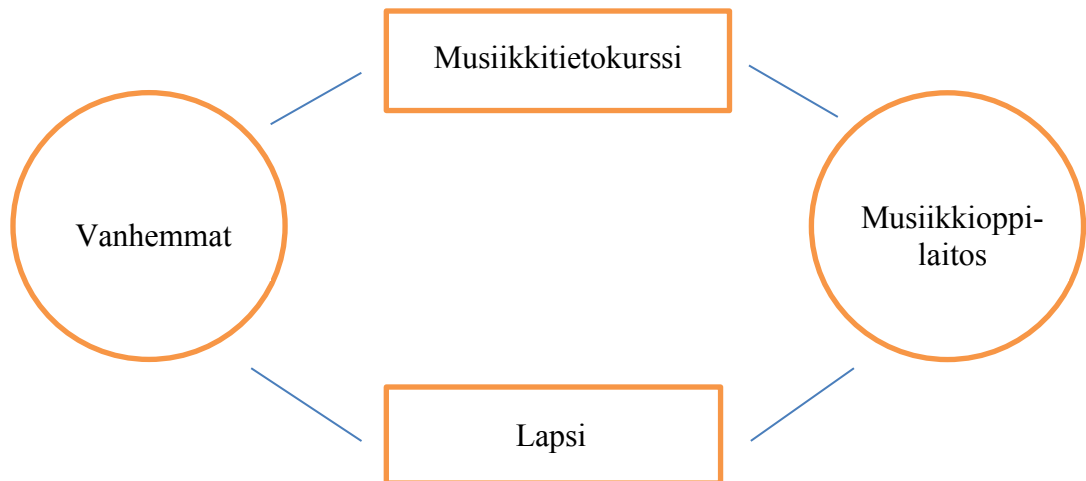 Musiikkitietokurssi
Vanhemmat
Musiikkioppi-
laitos
Lapsi